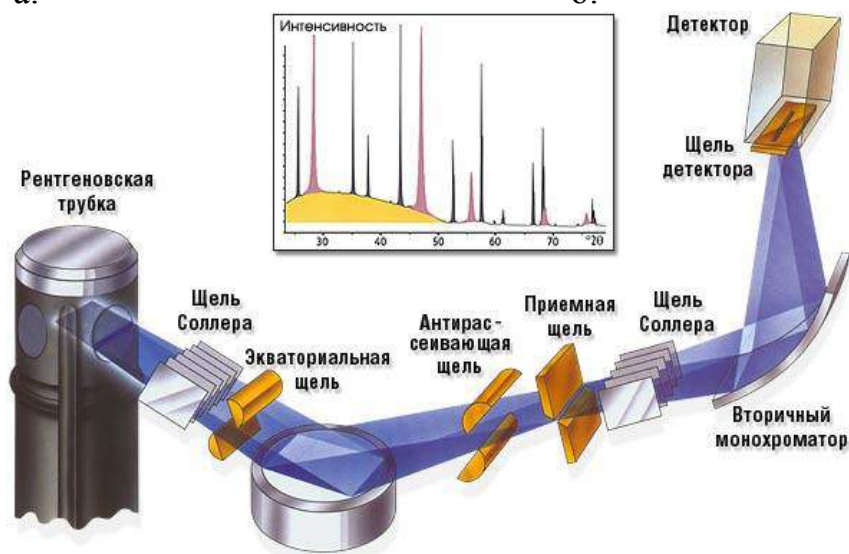 а.
б.
Интенсивность
30 40 50 60 70 °2θ
Детектор
Щель
детектора
Рентгеновская
трубка
Щель
Соллера
Экваториальная
щель
Антирас-
сеивающая
щель
Приемная
щель
Щель
Соллера
Вторичный
монохроматор